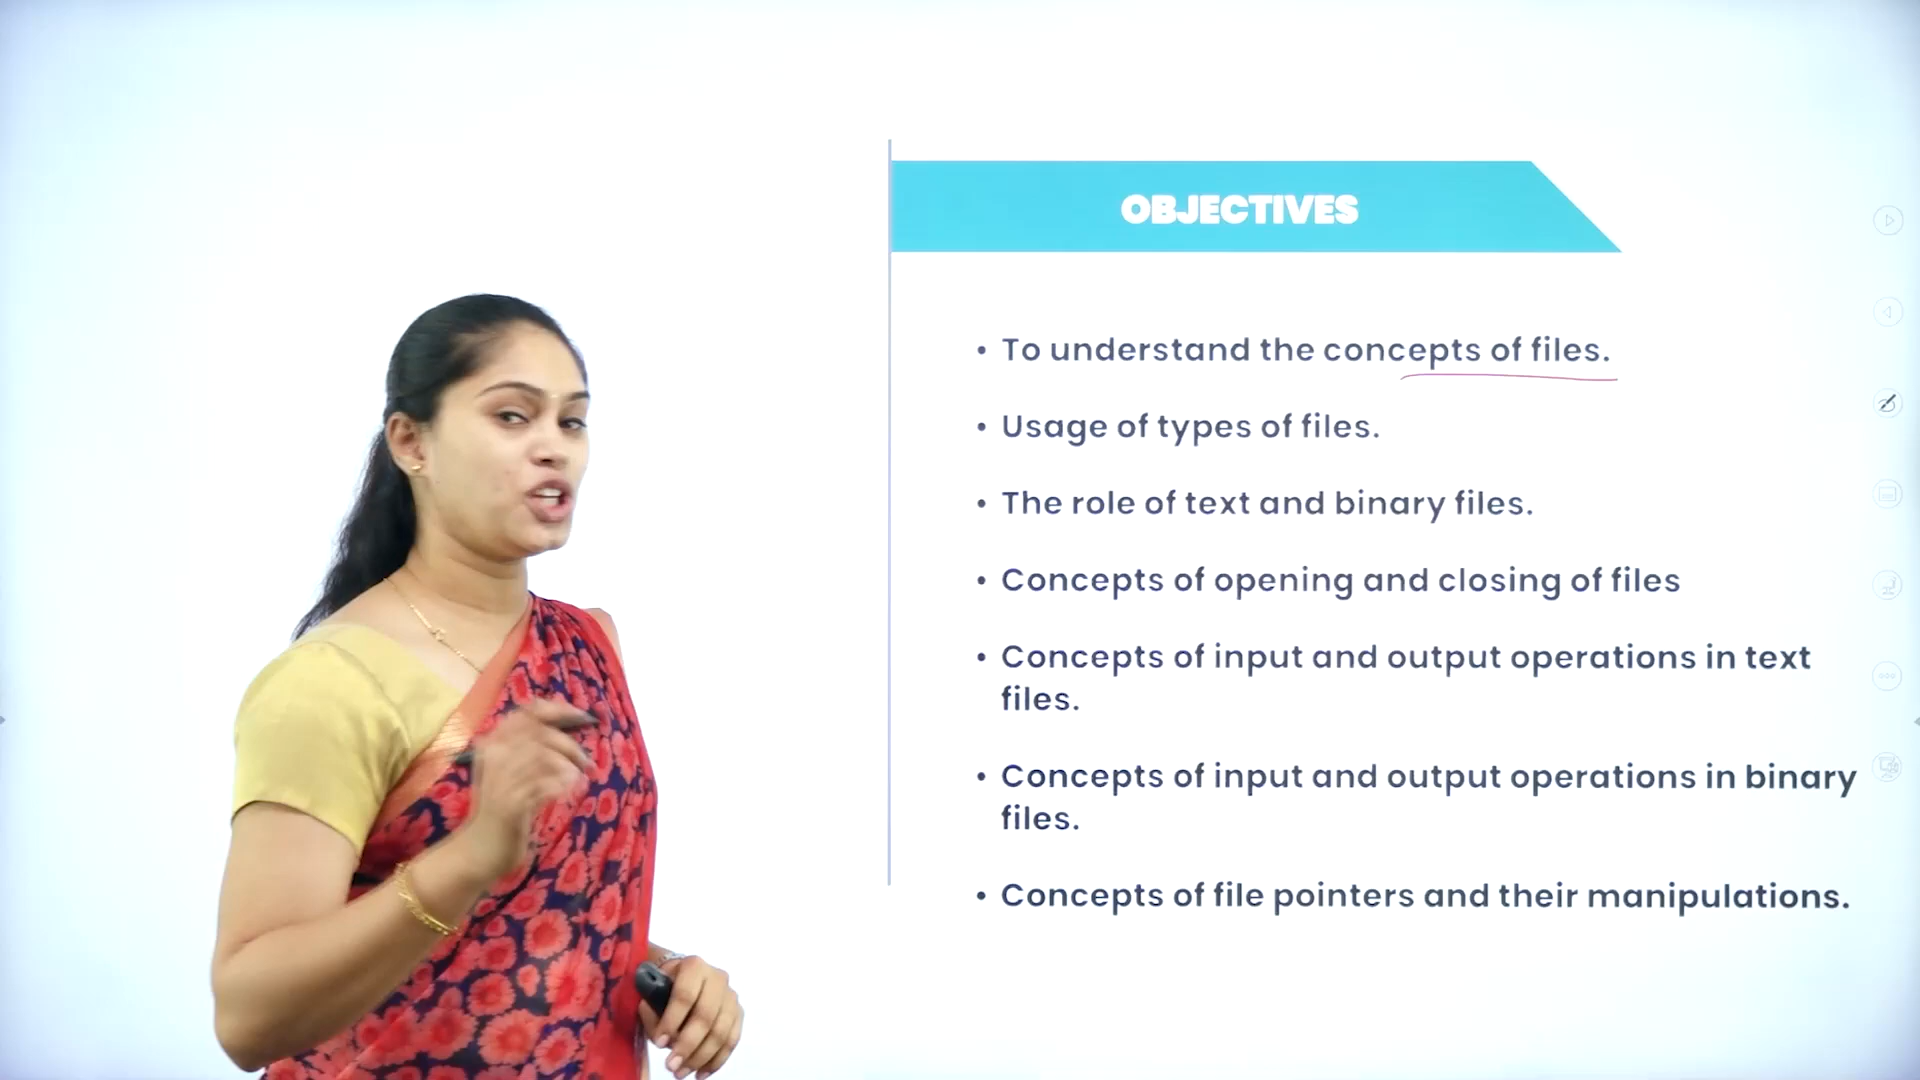 OBJECTIVES
• To understand the concepts of files.
• Usage of types of files.
• The role of text and binary files.
• Concepts of opening and closing of files
• Concepts of input and output operations in text
files.
• Concepts of input and output operations in binary
files.
• Concepts of file pointers and their manipulations.